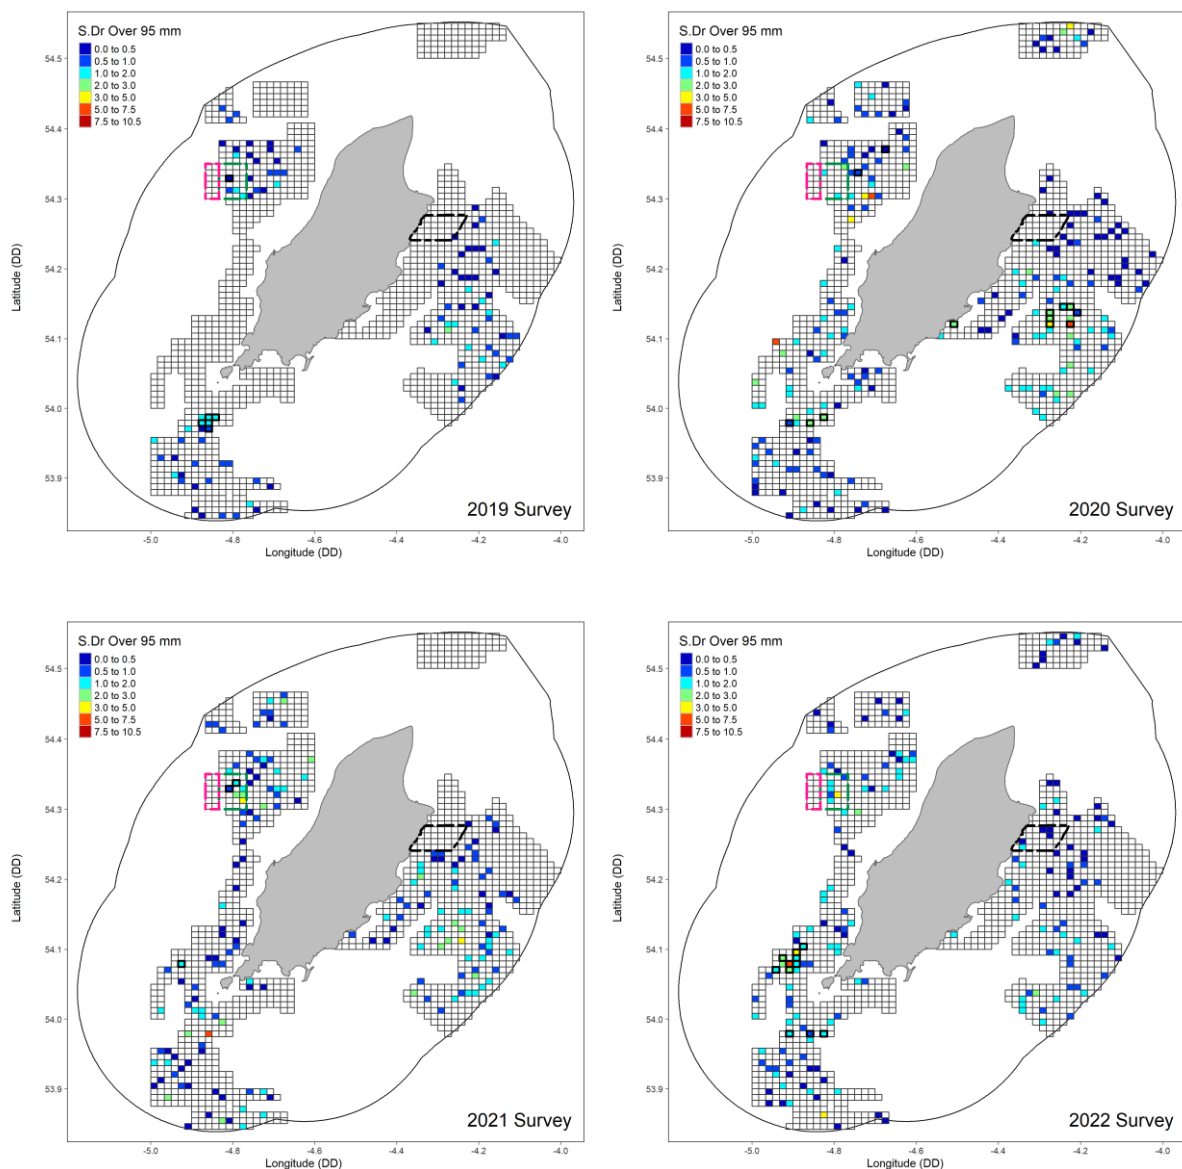 S.Dr Over 95 mm
0.0 to 0.5
0.5 to 1.0
1.0 to 2.0
2.0 to 3.0
3.0 to 5.0
5.0 to 7.5
7.5 to 10.5
54.5
54.4
54.3
54.2
54.1
54.0
53.9
Latitude (DD)
2019 Survey
-5.0 -4.8 -4.6 -4.4 -4.2 -4.0
Longitude (DD)
S.Dr Over 95 mm
0.0 to 0.5
0.5 to 1.0
1.0 to 2.0
2.0 to 3.0
3.0 to 5.0
5.0 to 7.5
7.5 to 10.5
54.5
54.4
54.3
54.2
54.1
54.0
53.9
Latitude (DD)
2020 Survey
-5.0 -4.8 -4.6 -4.4 -4.2 -4.0
Longitude (DD)
S.Dr Over 95 mm
0.0 to 0.5
0.5 to 1.0
1.0 to 2.0
2.0 to 3.0
3.0 to 5.0
5.0 to 7.5
7.5 to 10.5
54.5
54.4
54.3
54.2
54.1
54.0
53.9
Latitude (DD)
2021 Survey
-5.0 -4.8 -4.6 -4.4 -4.2 -4.0
Longitude (DD)
S.Dr Over 95 mm
0.0 to 0.5
0.5 to 1.0
1.0 to 2.0
2.0 to 3.0
3.0 to 5.0
5.0 to 7.5
7.5 to 10.5
54.5
54.4
54.3
54.2
54.1
54.0
53.9
Latitude (DD)
2022 Survey
-5.0 -4.8 -4.6 -4.4 -4.2 -4.0
Longitude (DD)